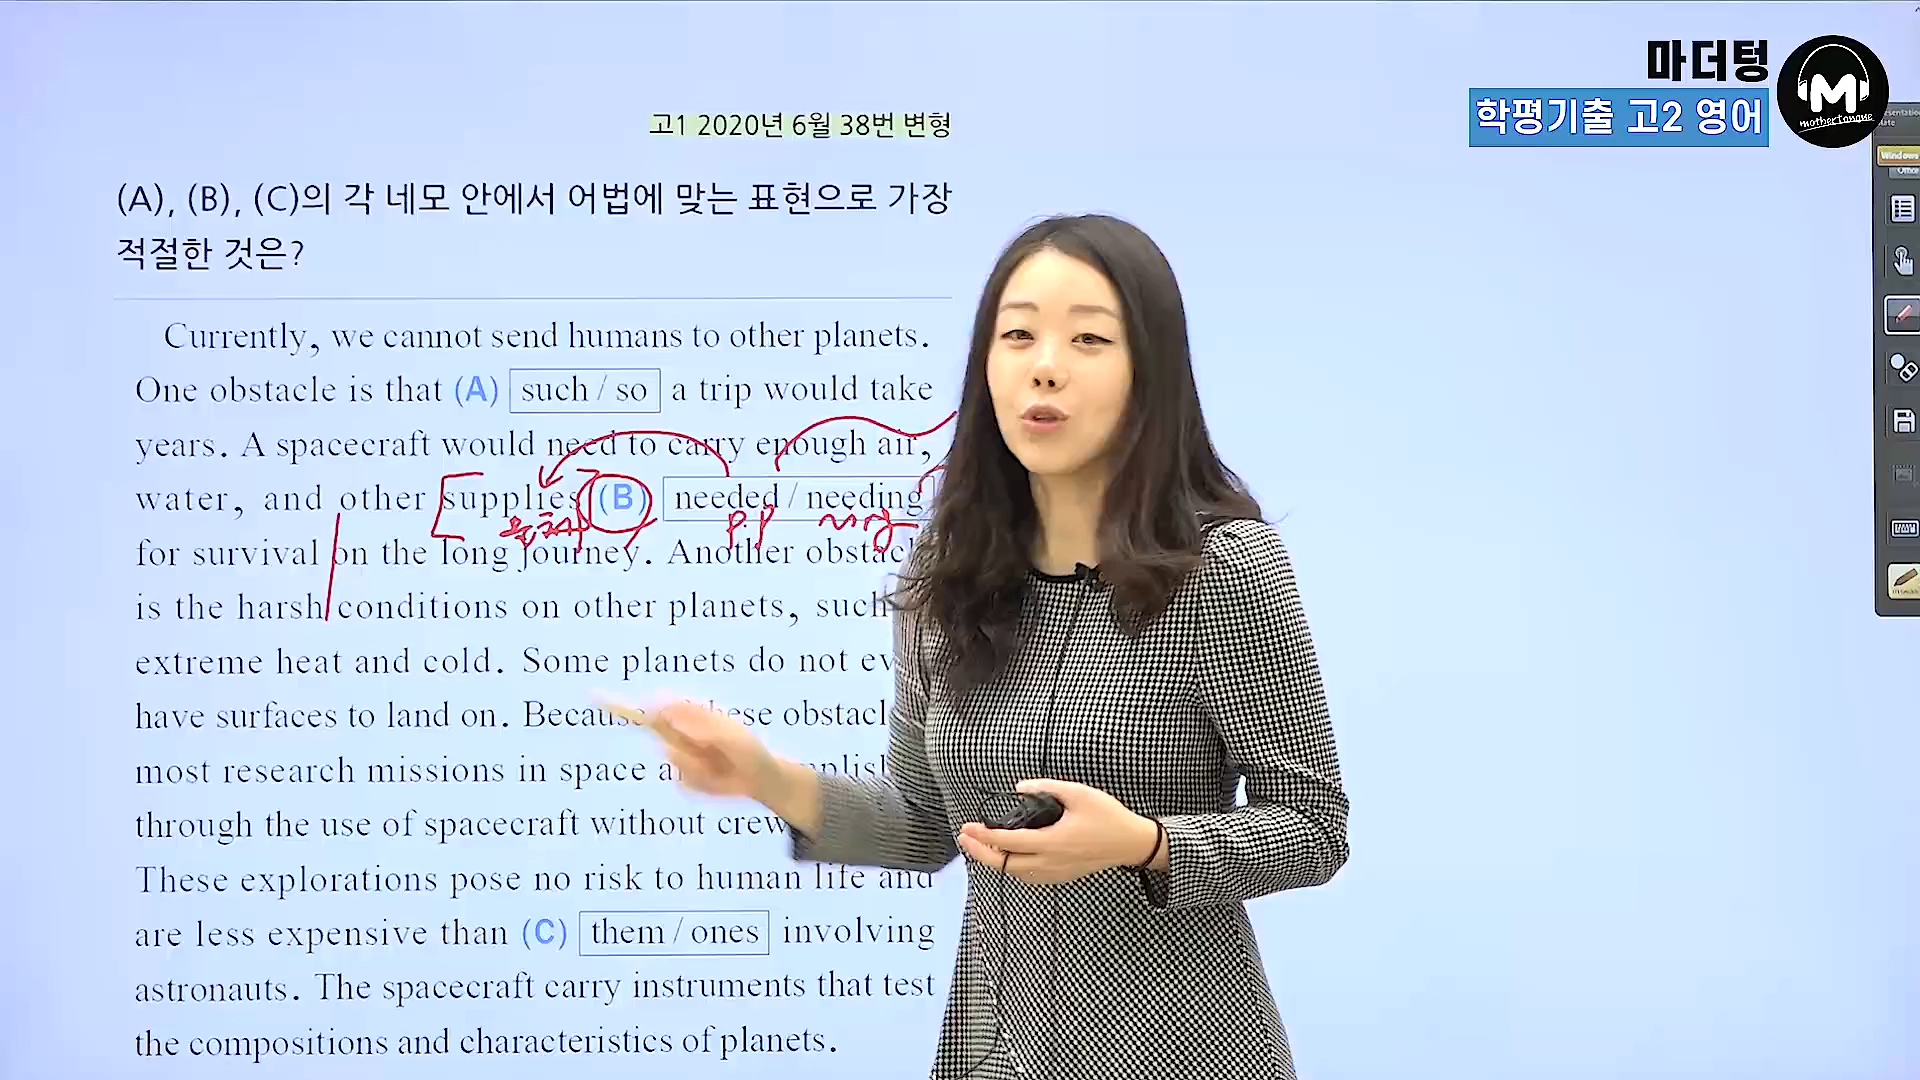 마더텅
학평기출 고2 영어
M
mothertongue
고1 2020년 6월 38번 변형
(A), (B), (C)의 각 네모 안에서 어법에 맞는 표현으로 가장
적절한 것은?
Currently, we cannot send humans to other planets.
One obstacle is that (A) such / so a trip would take
years. A spacecraft would need to carry enough air,
water, and other supplies (B) needed / needing
p.p
for survival on the long journey. Another
is the harsh conditions on other planets, such
extreme heat and cold. Some planets do not
have surfaces to land on. these
most research missions in space
through the use of spacecraft without crew
These explorations pose no risk to human life and
are less expensive than (C) them / ones involving
astronauts. The spacecraft carry instruments that test
the compositions and characteristics of planets.
Windows